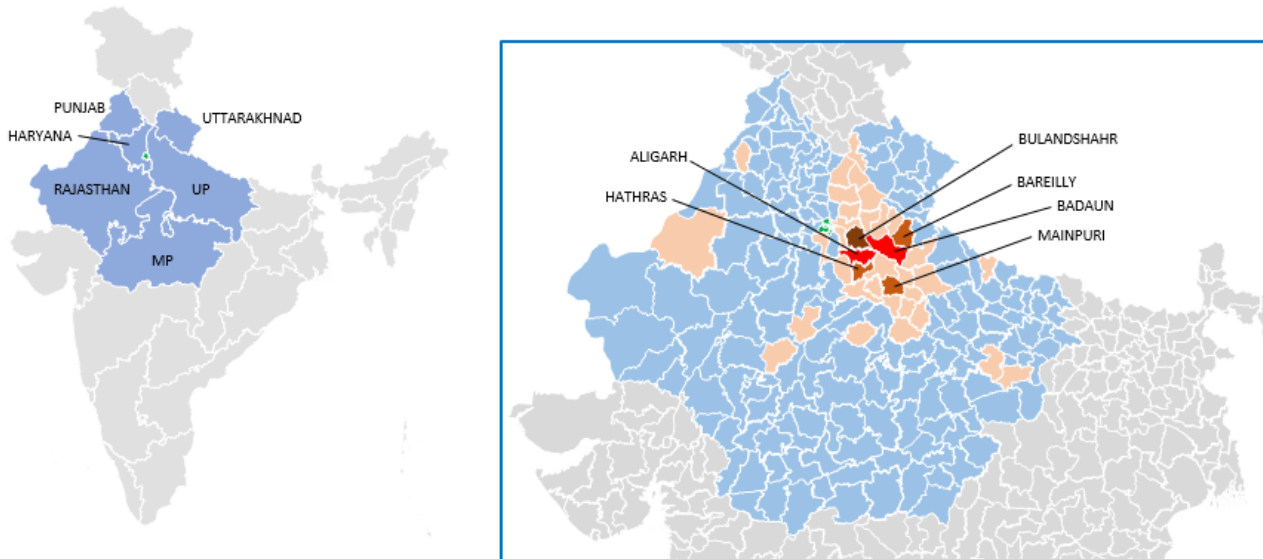 PUNJAB
UTTARAKHNAD
HARYANA
RAJASTHAN
UP
MP
BULANDSHAHR
ALIGARH
BAREILLY
HATHRAS
BADAUN
MAINPURI